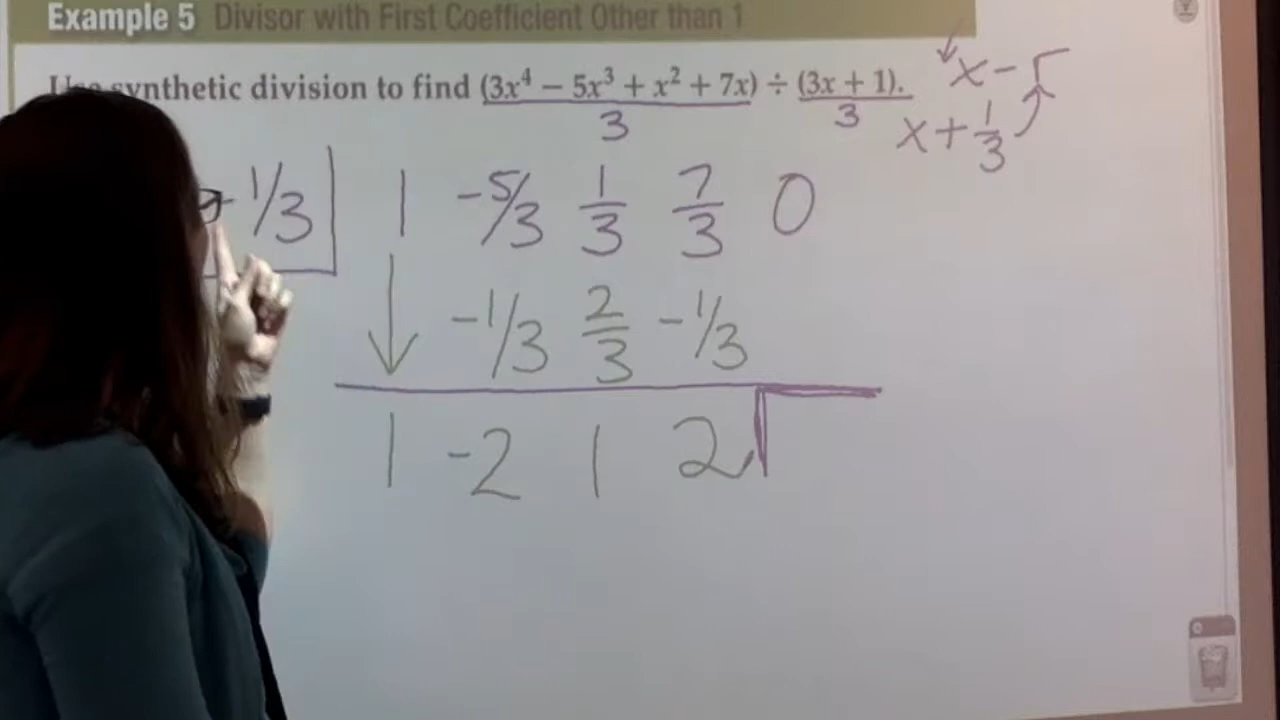 Example 5 Divisor with First Coefficient Other than 1
Use synthetic division to find (3x⁴ − 5x³ + x² + 7x) ÷ (3x + 1).
3 3
x − r
x + 1/3
-1/3 1 -5/3 1/3 7/3 0
-1/3 2/3 -1/3
1 -2 1 2